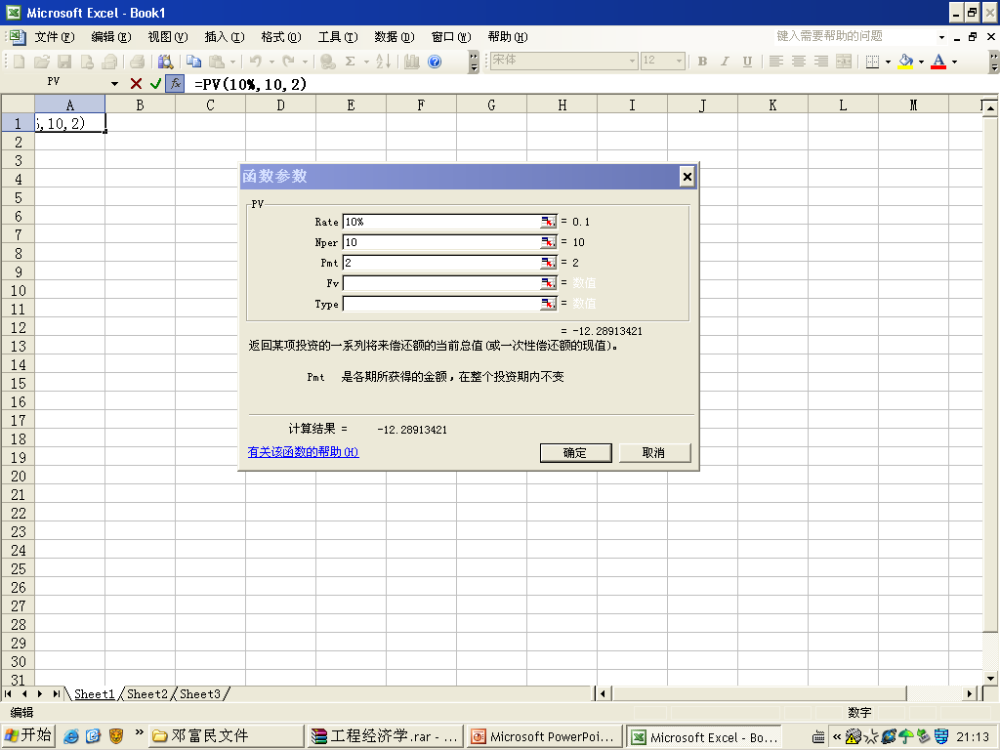 Microsoft Excel - Book1
文件(F) 编辑(E) 视图(V) 插入(I) 格式(O) 工具(T) 数据(D) 窗口(W) 帮助(H) 键入需要帮助的问题
宋体 12 B I U
PV =PV(10%,10,2)
A B C D E F G H I J K L M
1 ,10,2)
2
3
函数参数
4
PV
5
6
Rate 10% = 0.1
7
Nper 10 = 10
8
Pmt 2 = 2
9
Fv = 数值
10
Type = 数值
11
12
= -12.28913421
13
返回某项投资的一系列将来偿还额的当前总值(或一次性偿还额的现值)。
14
Pmt 是各期所获得的金额，在整个投资期内不变
15
16
17
计算结果 = -12.28913421
18
有关该函数的帮助(H) 确定 取消
19
20
21
22
23
24
25
26
27
28
29
30
31
Sheet1 Sheet2 Sheet3
编辑 数字
开始 邓富民文件 工程经济学.rar - ... Microsoft PowerPoi... Microsoft Excel - Bo... 21:13